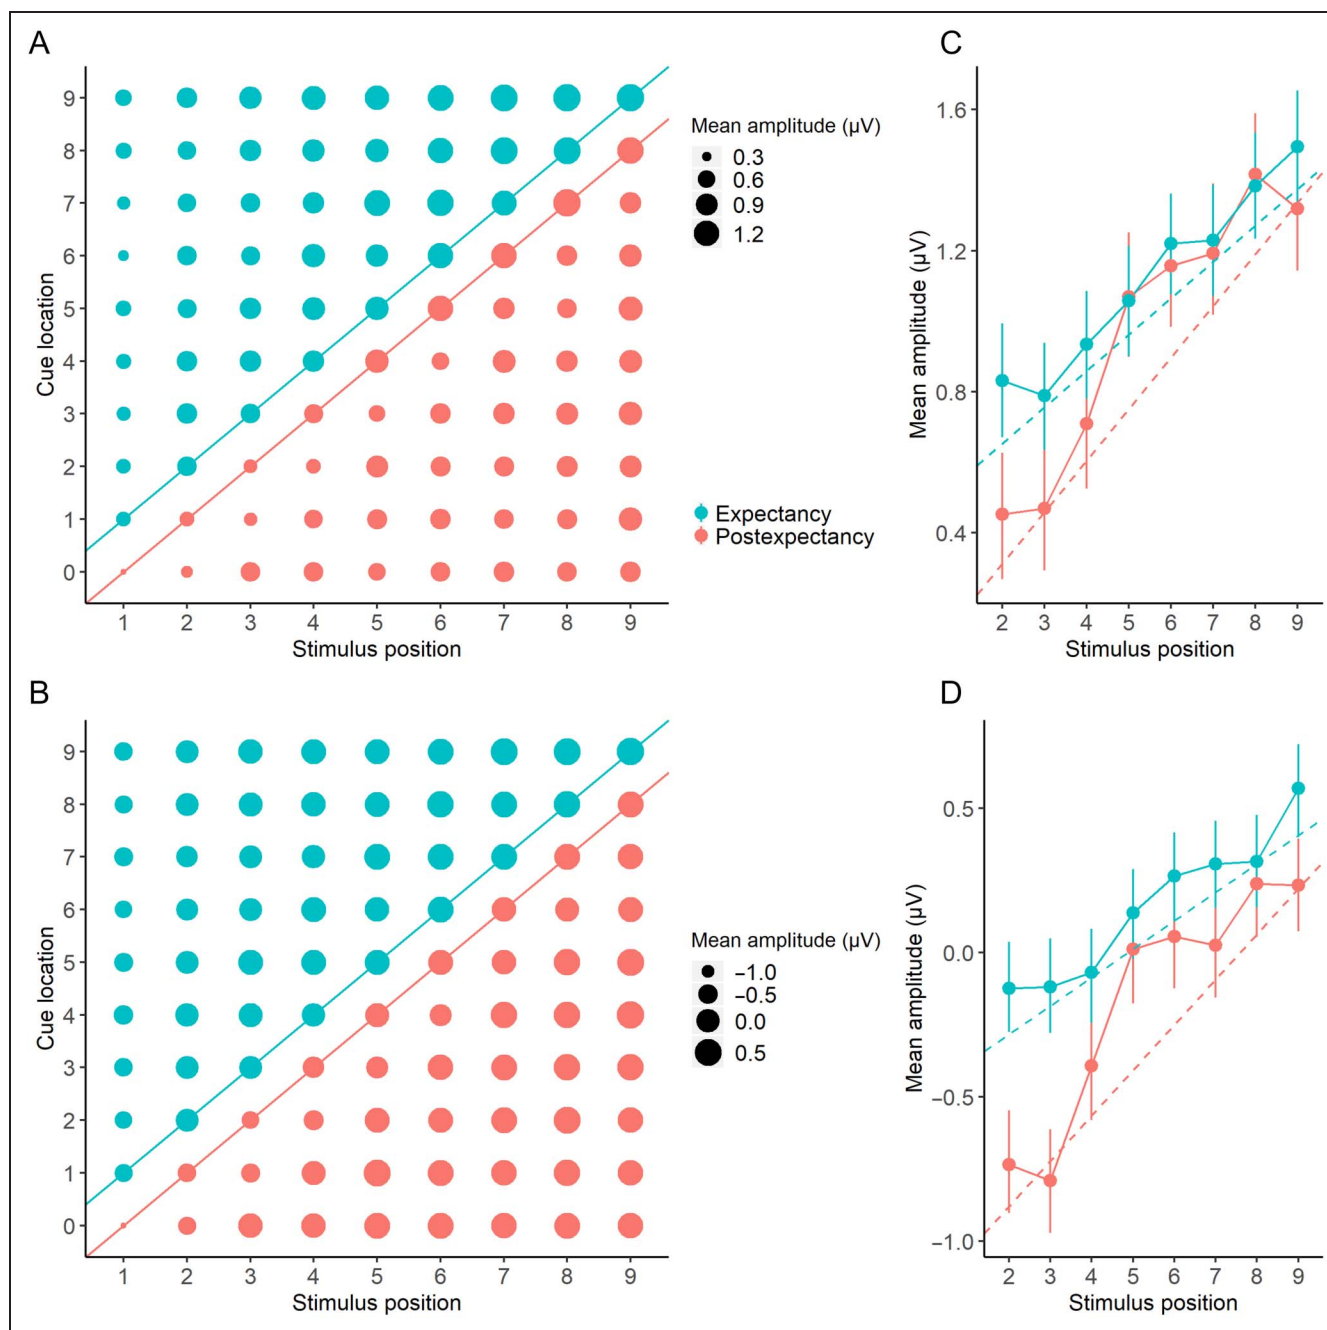 A
Cue location
9
8
7
6
5
4
3
2
1
0
1 2 3 4 5 6 7 8 9
Stimulus position
Mean amplitude (μV)
0.3
0.6
0.9
1.2
Expectancy
Postexpectancy
C
Mean amplitude (μV)
1.6
1.2
0.8
0.4
2 3 4 5 6 7 8 9
Stimulus position
B
Cue location
9
8
7
6
5
4
3
2
1
0
1 2 3 4 5 6 7 8 9
Stimulus position
Mean amplitude (μV)
−1.0
−0.5
0.0
0.5
D
Mean amplitude (μV)
0.5
0.0
−0.5
−1.0
2 3 4 5 6 7 8 9
Stimulus position